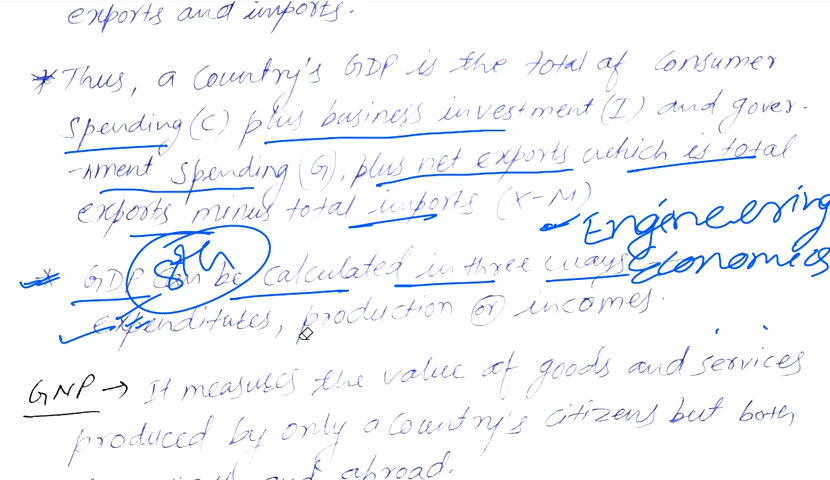 exports and imports.
* Thus, a Country's GDP is the total of Consumer
spending (C) plus business investment (I) and gover-
-nment spending (G), plus net exports which is total
exports minus total imports (X-M)
Engineering
Economics
8th
* GDP can be calculated in three ways
expenditutes, production or incomes.
GNP → It measures the value of goods and services
produced by only a Country's citizens but both
and abroad.